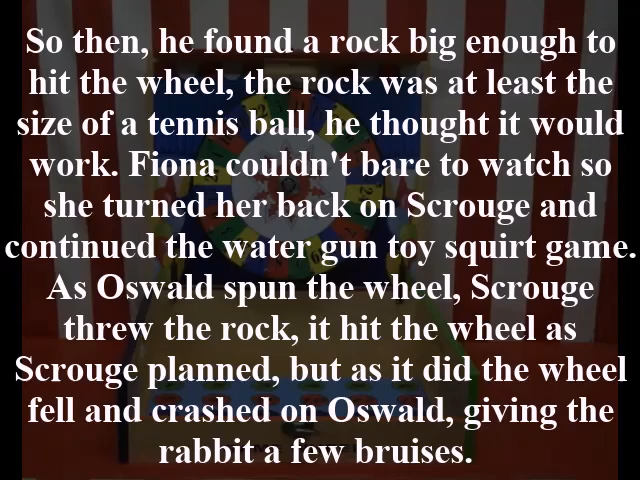 So then, he found a rock big enough to
hit the wheel, the rock was at least the
size of a tennis ball, he thought it would
work. Fiona couldn't bare to watch so
she turned her back on Scrouge and
continued the water gun toy squirt game.
As Oswald spun the wheel, Scrouge
threw the rock, it hit the wheel as
Scrouge planned, but as it did the wheel
fell and crashed on Oswald, giving the
rabbit a few bruises.